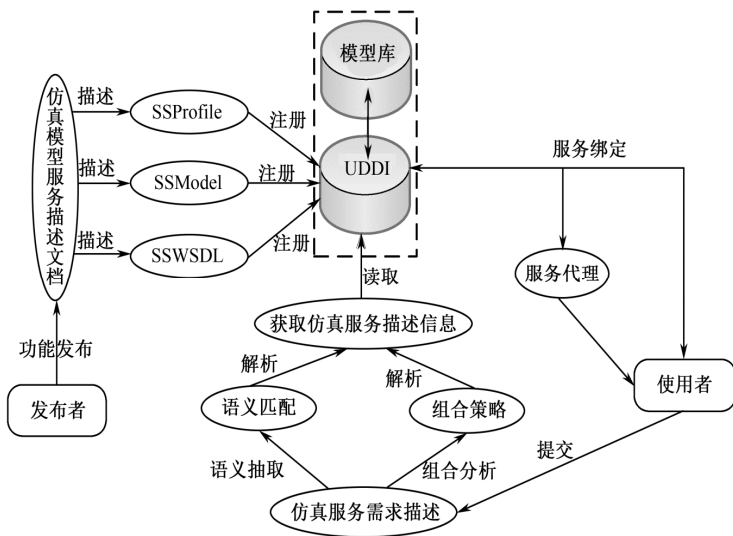 模型库
描述
SSProfile
注册
仿真模型服务描述文档
描述
SSModel
注册
UDDI
服务绑定
描述
SSWSDL
注册
读取
服务代理
获取仿真服务描述信息
功能发布
解析
解析
发布者
语义匹配
组合策略
使用者
语义抽取
组合分析
提交
仿真服务需求描述